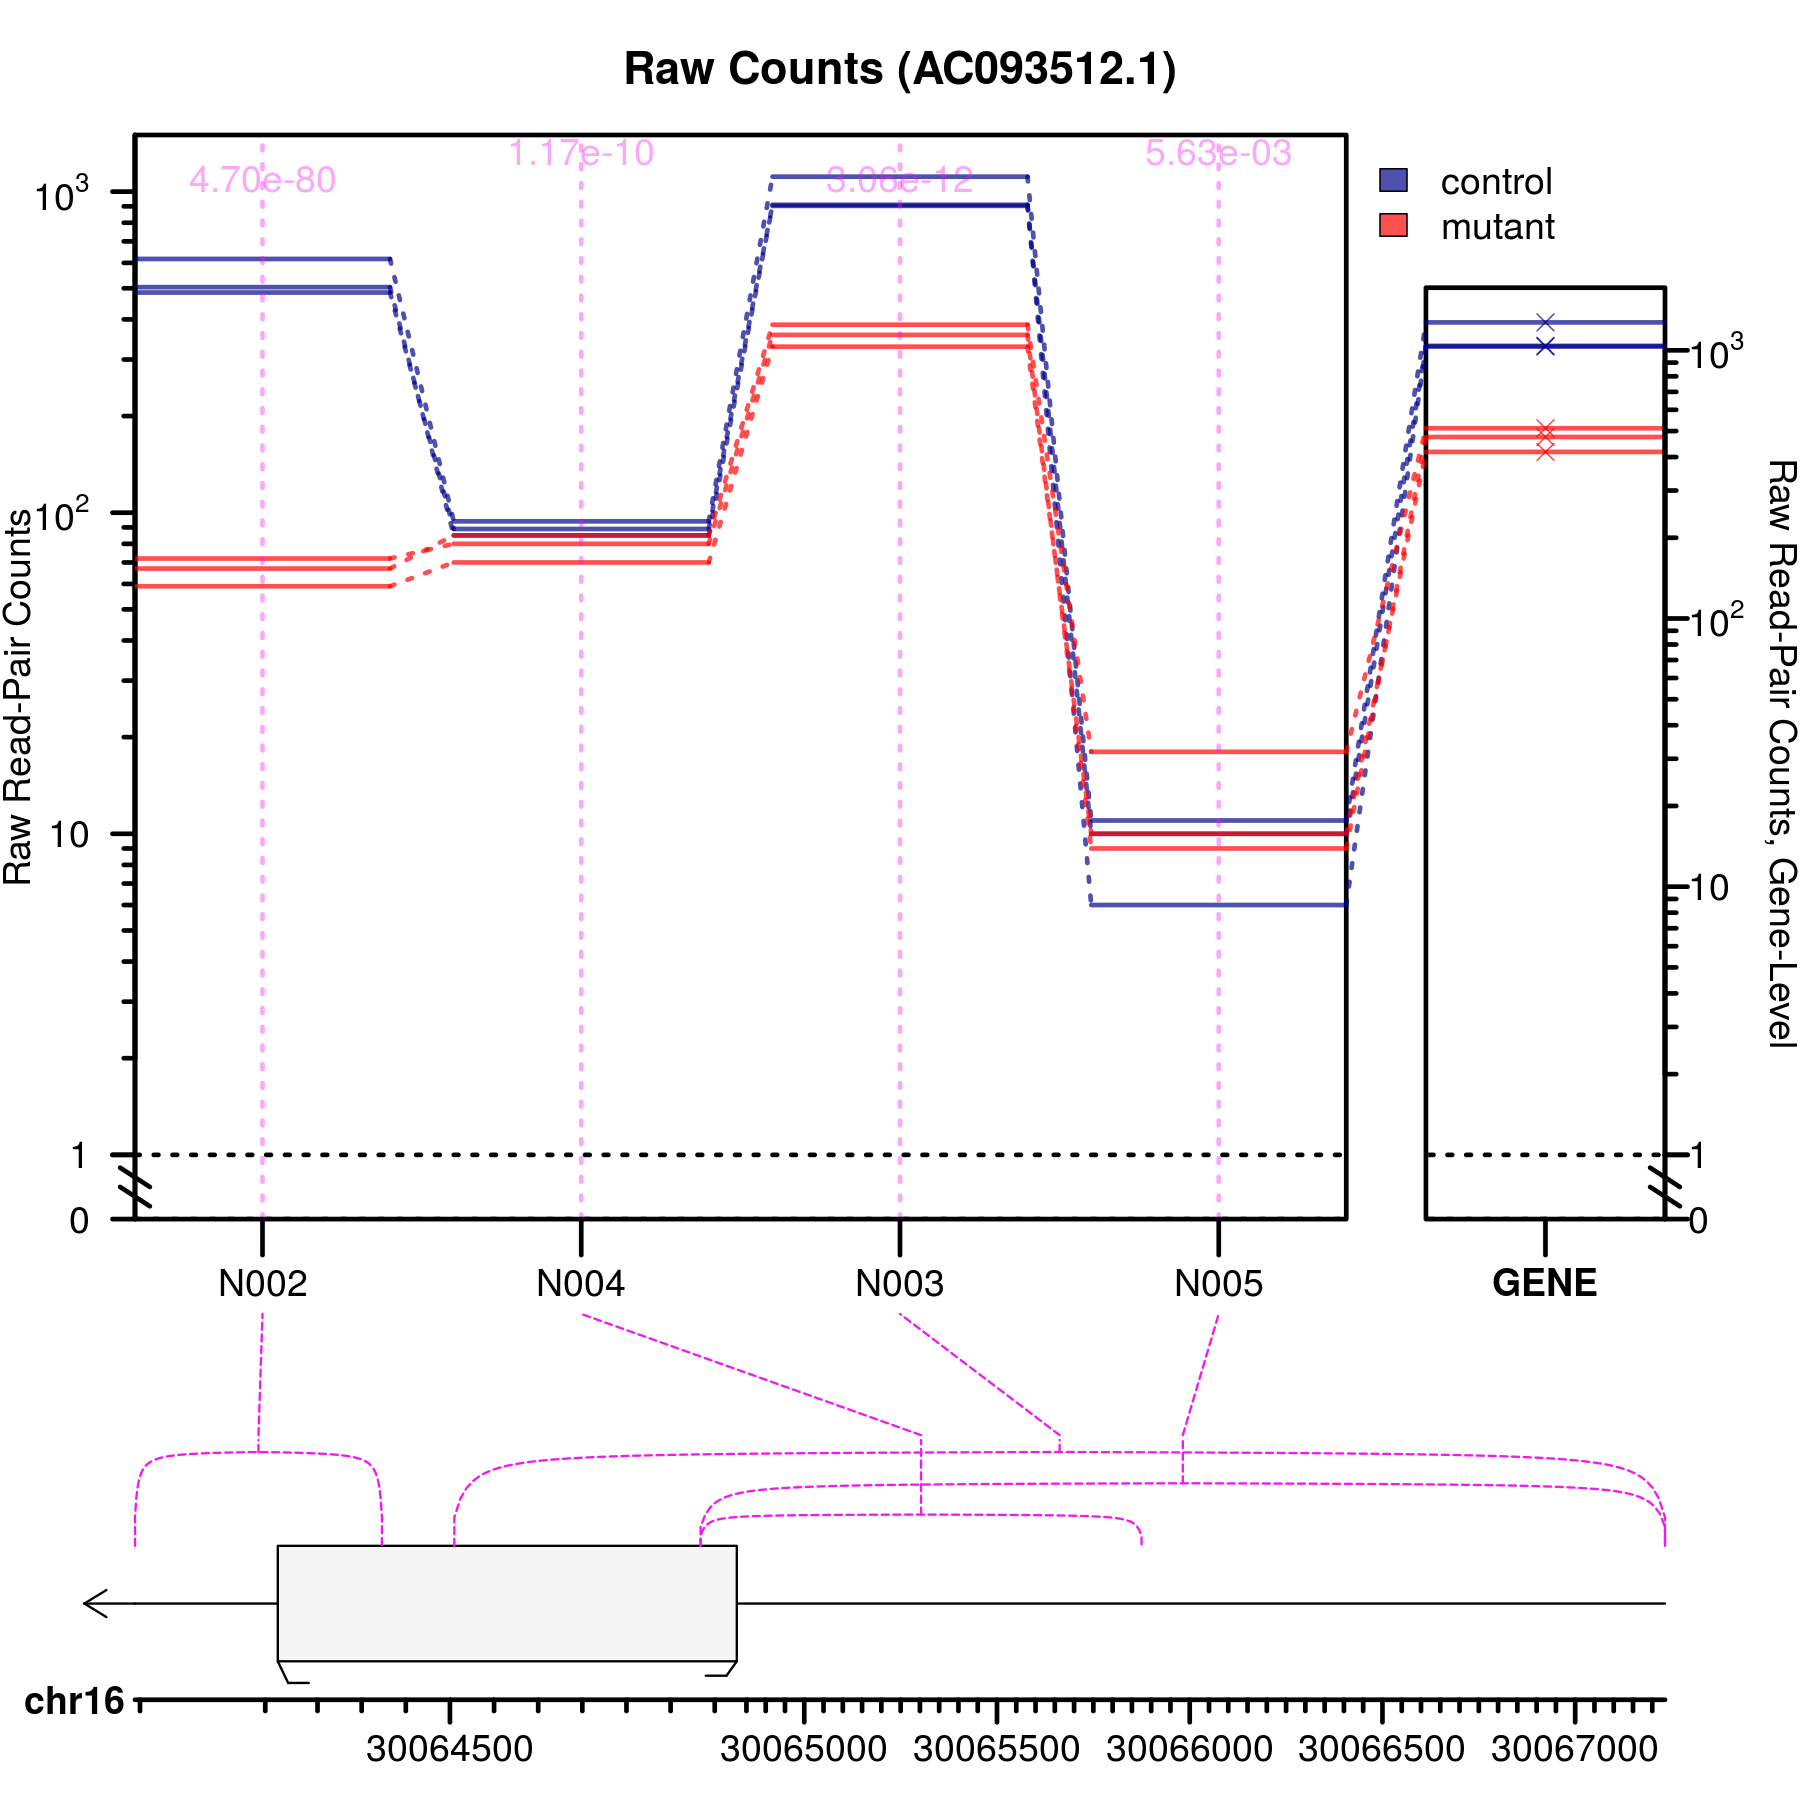 Raw Counts (AC093512.1)
4.70e-80
1.17e-10
3.06e-12
5.63e-03
control
mutant
Raw Read-Pair Counts
10³
10²
10
1
0
Raw Read-Pair Counts, Gene-Level
10³
10²
10
1
0
N002 N004 N003 N005 GENE
chr16
30064500 30065000 30065500 30066000 30066500 30067000